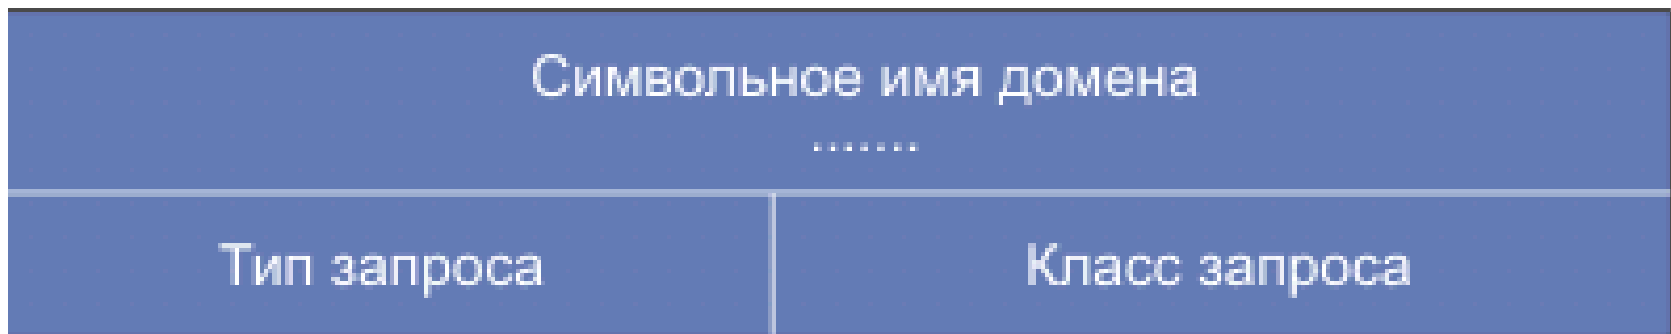 Символьное имя домена
.......
Тип запроса
Класс запроса